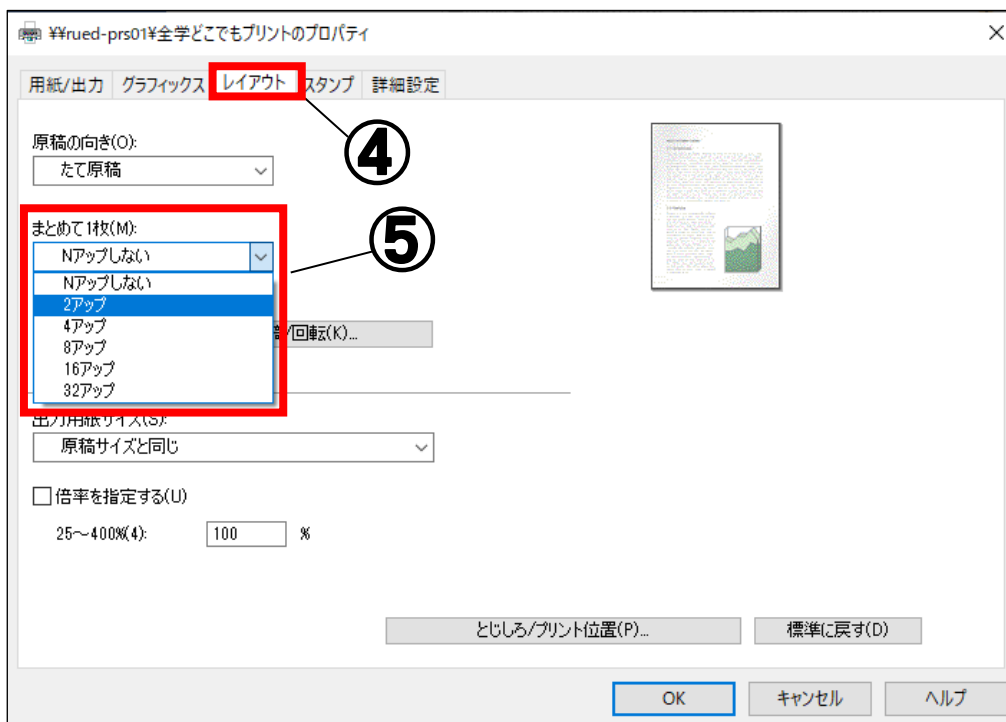 ¥¥rued-prs01¥全学どこでもプリントのプロパティ
用紙/出力 グラフィックス レイアウト スタンプ 詳細設定
④
原稿の向き(O):
たて原稿
まとめて1枚(M):
⑤
Nアップしない
Nアップしない
2アップ
4アップ
8アップ
16アップ
32アップ
/回転(K)...
出力用紙サイズ(S):
原稿サイズと同じ
倍率を指定する(U)
25～400%(4): 100 %
とじしろ/プリント位置(P)... 標準に戻す(D)
OK キャンセル ヘルプ